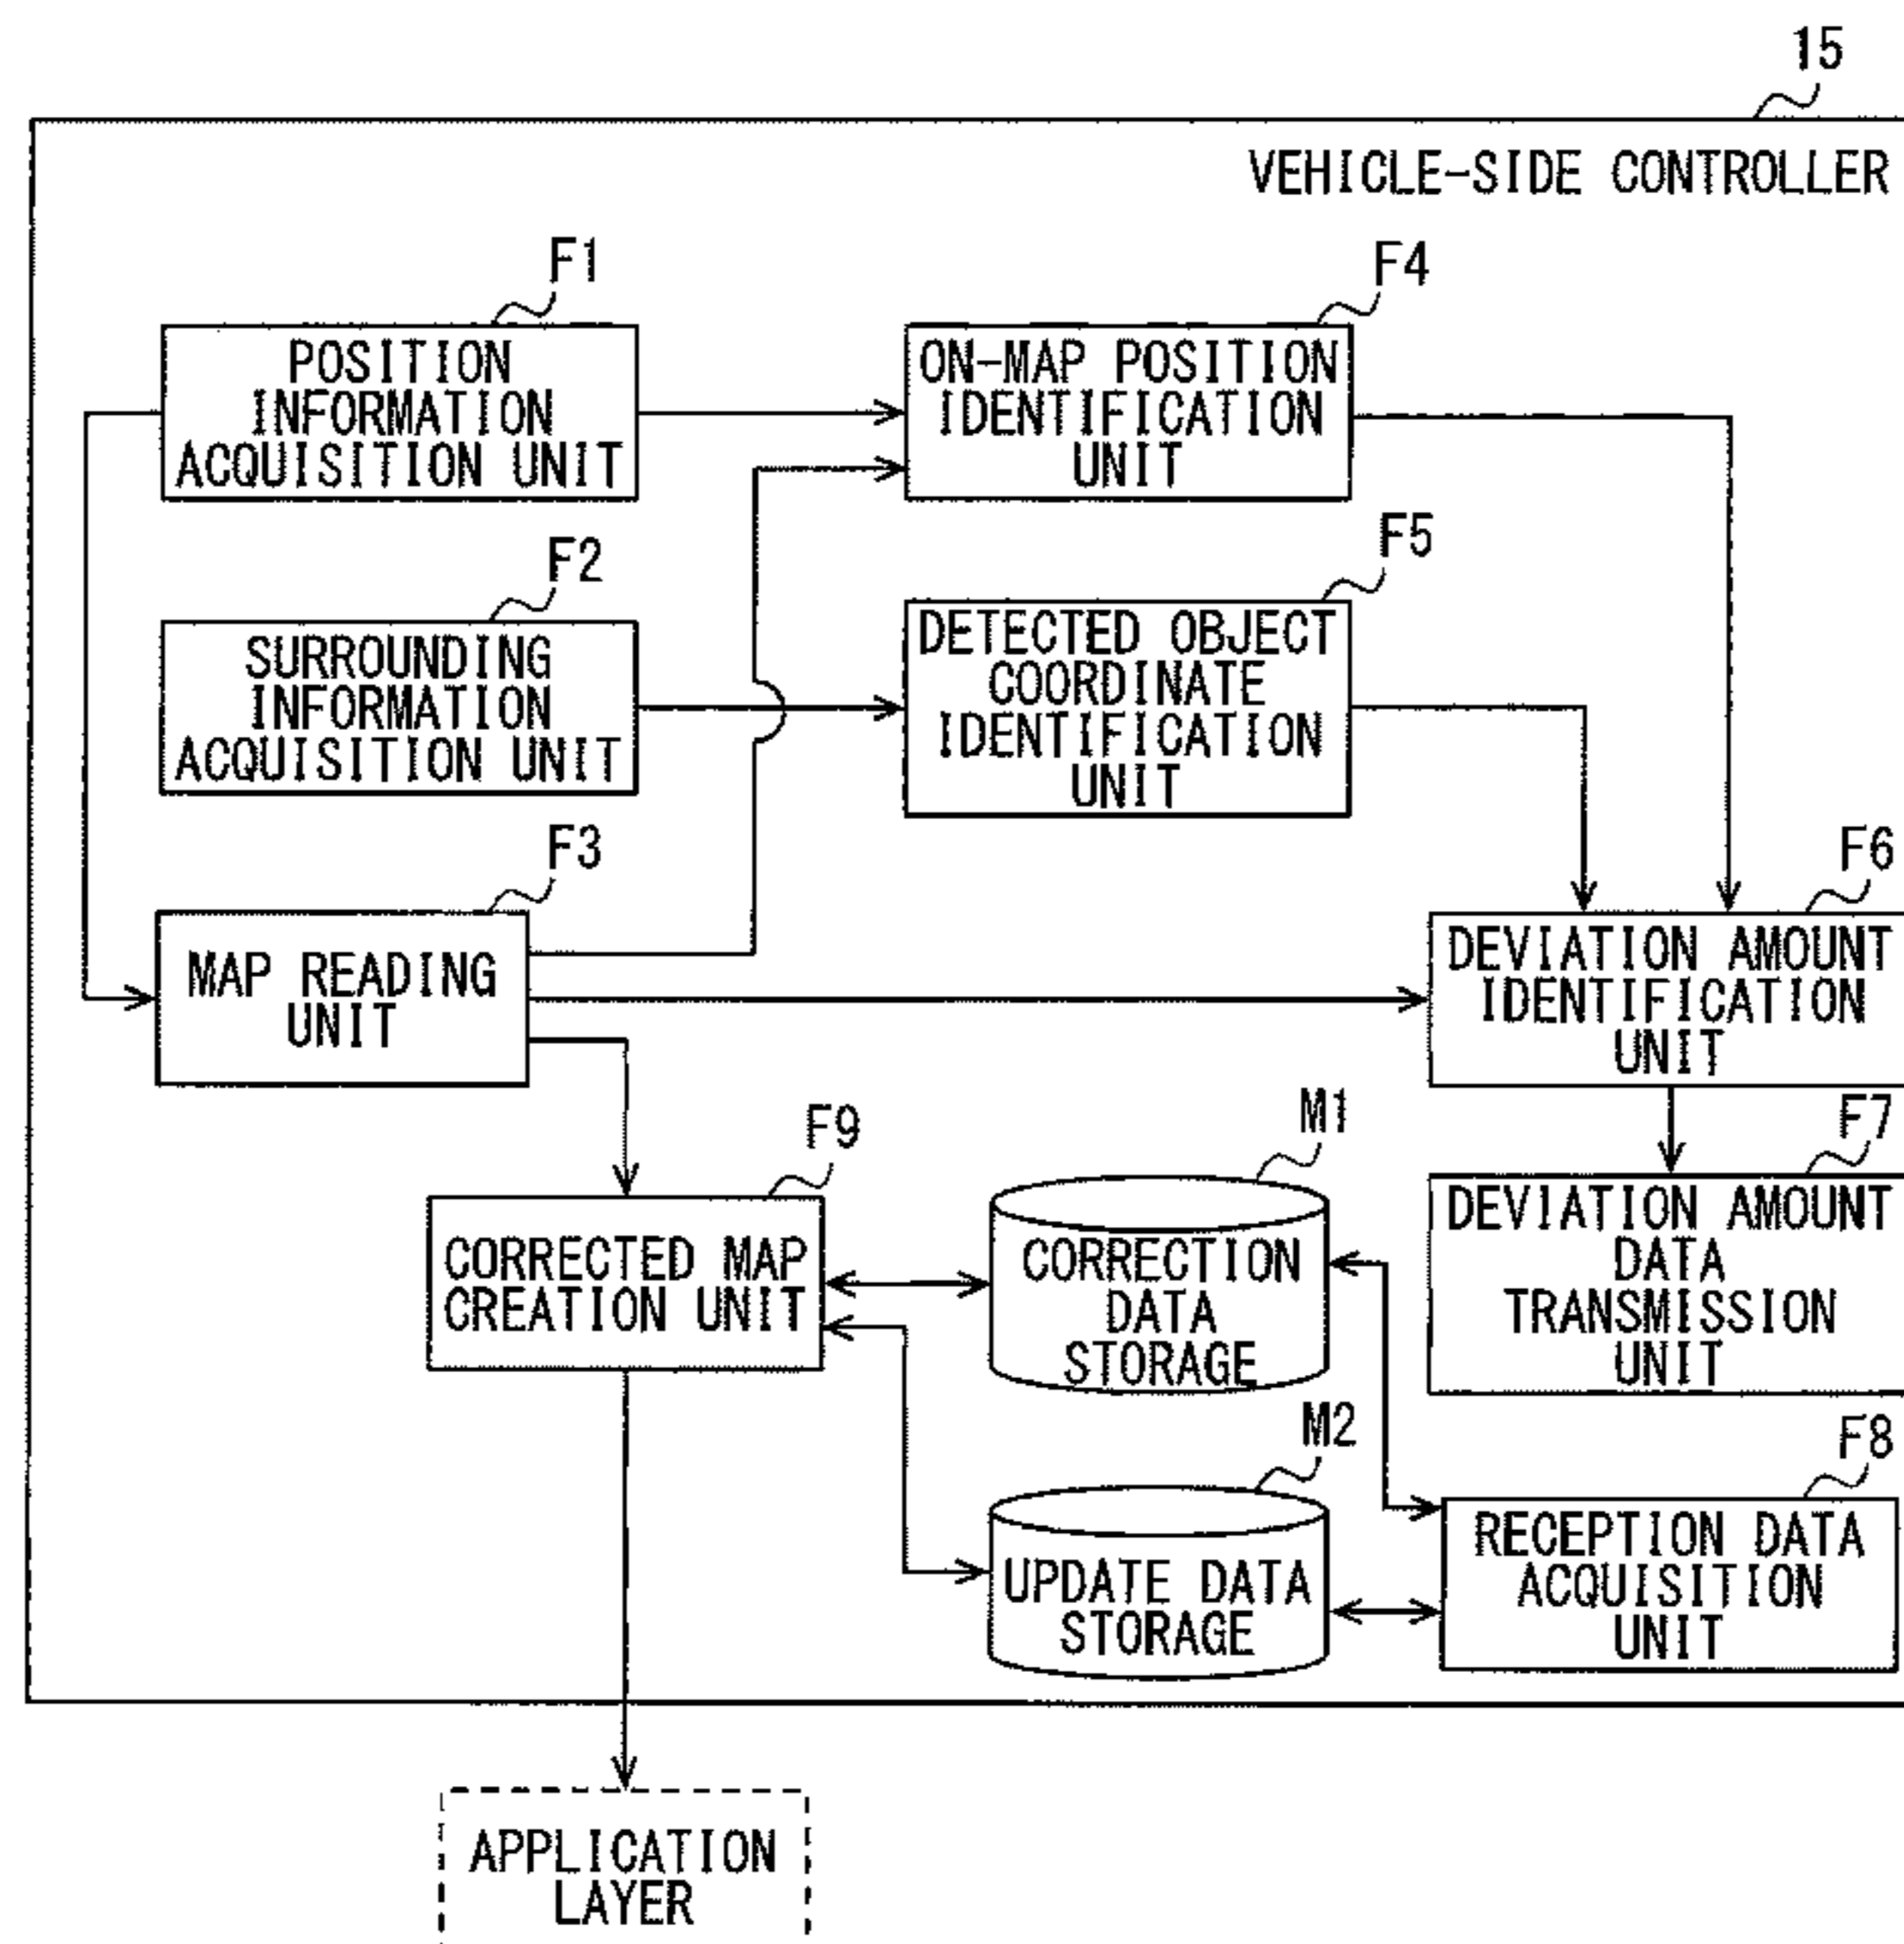 15
VEHICLE-SIDE CONTROLLER
F1
POSITION
INFORMATION
ACQUISITION UNIT
F4
ON-MAP POSITION
IDENTIFICATION
UNIT
F2
SURROUNDING
INFORMATION
ACQUISITION UNIT
F5
DETECTED OBJECT
COORDINATE
IDENTIFICATION
UNIT
F3
MAP READING
UNIT
F6
DEVIATION AMOUNT
IDENTIFICATION
UNIT
F9
CORRECTED MAP
CREATION UNIT
M1
CORRECTION
DATA
STORAGE
F7
DEVIATION AMOUNT
DATA
TRANSMISSION
UNIT
M2
UPDATE DATA
STORAGE
F8
RECEPTION DATA
ACQUISITION
UNIT
APPLICATION
LAYER